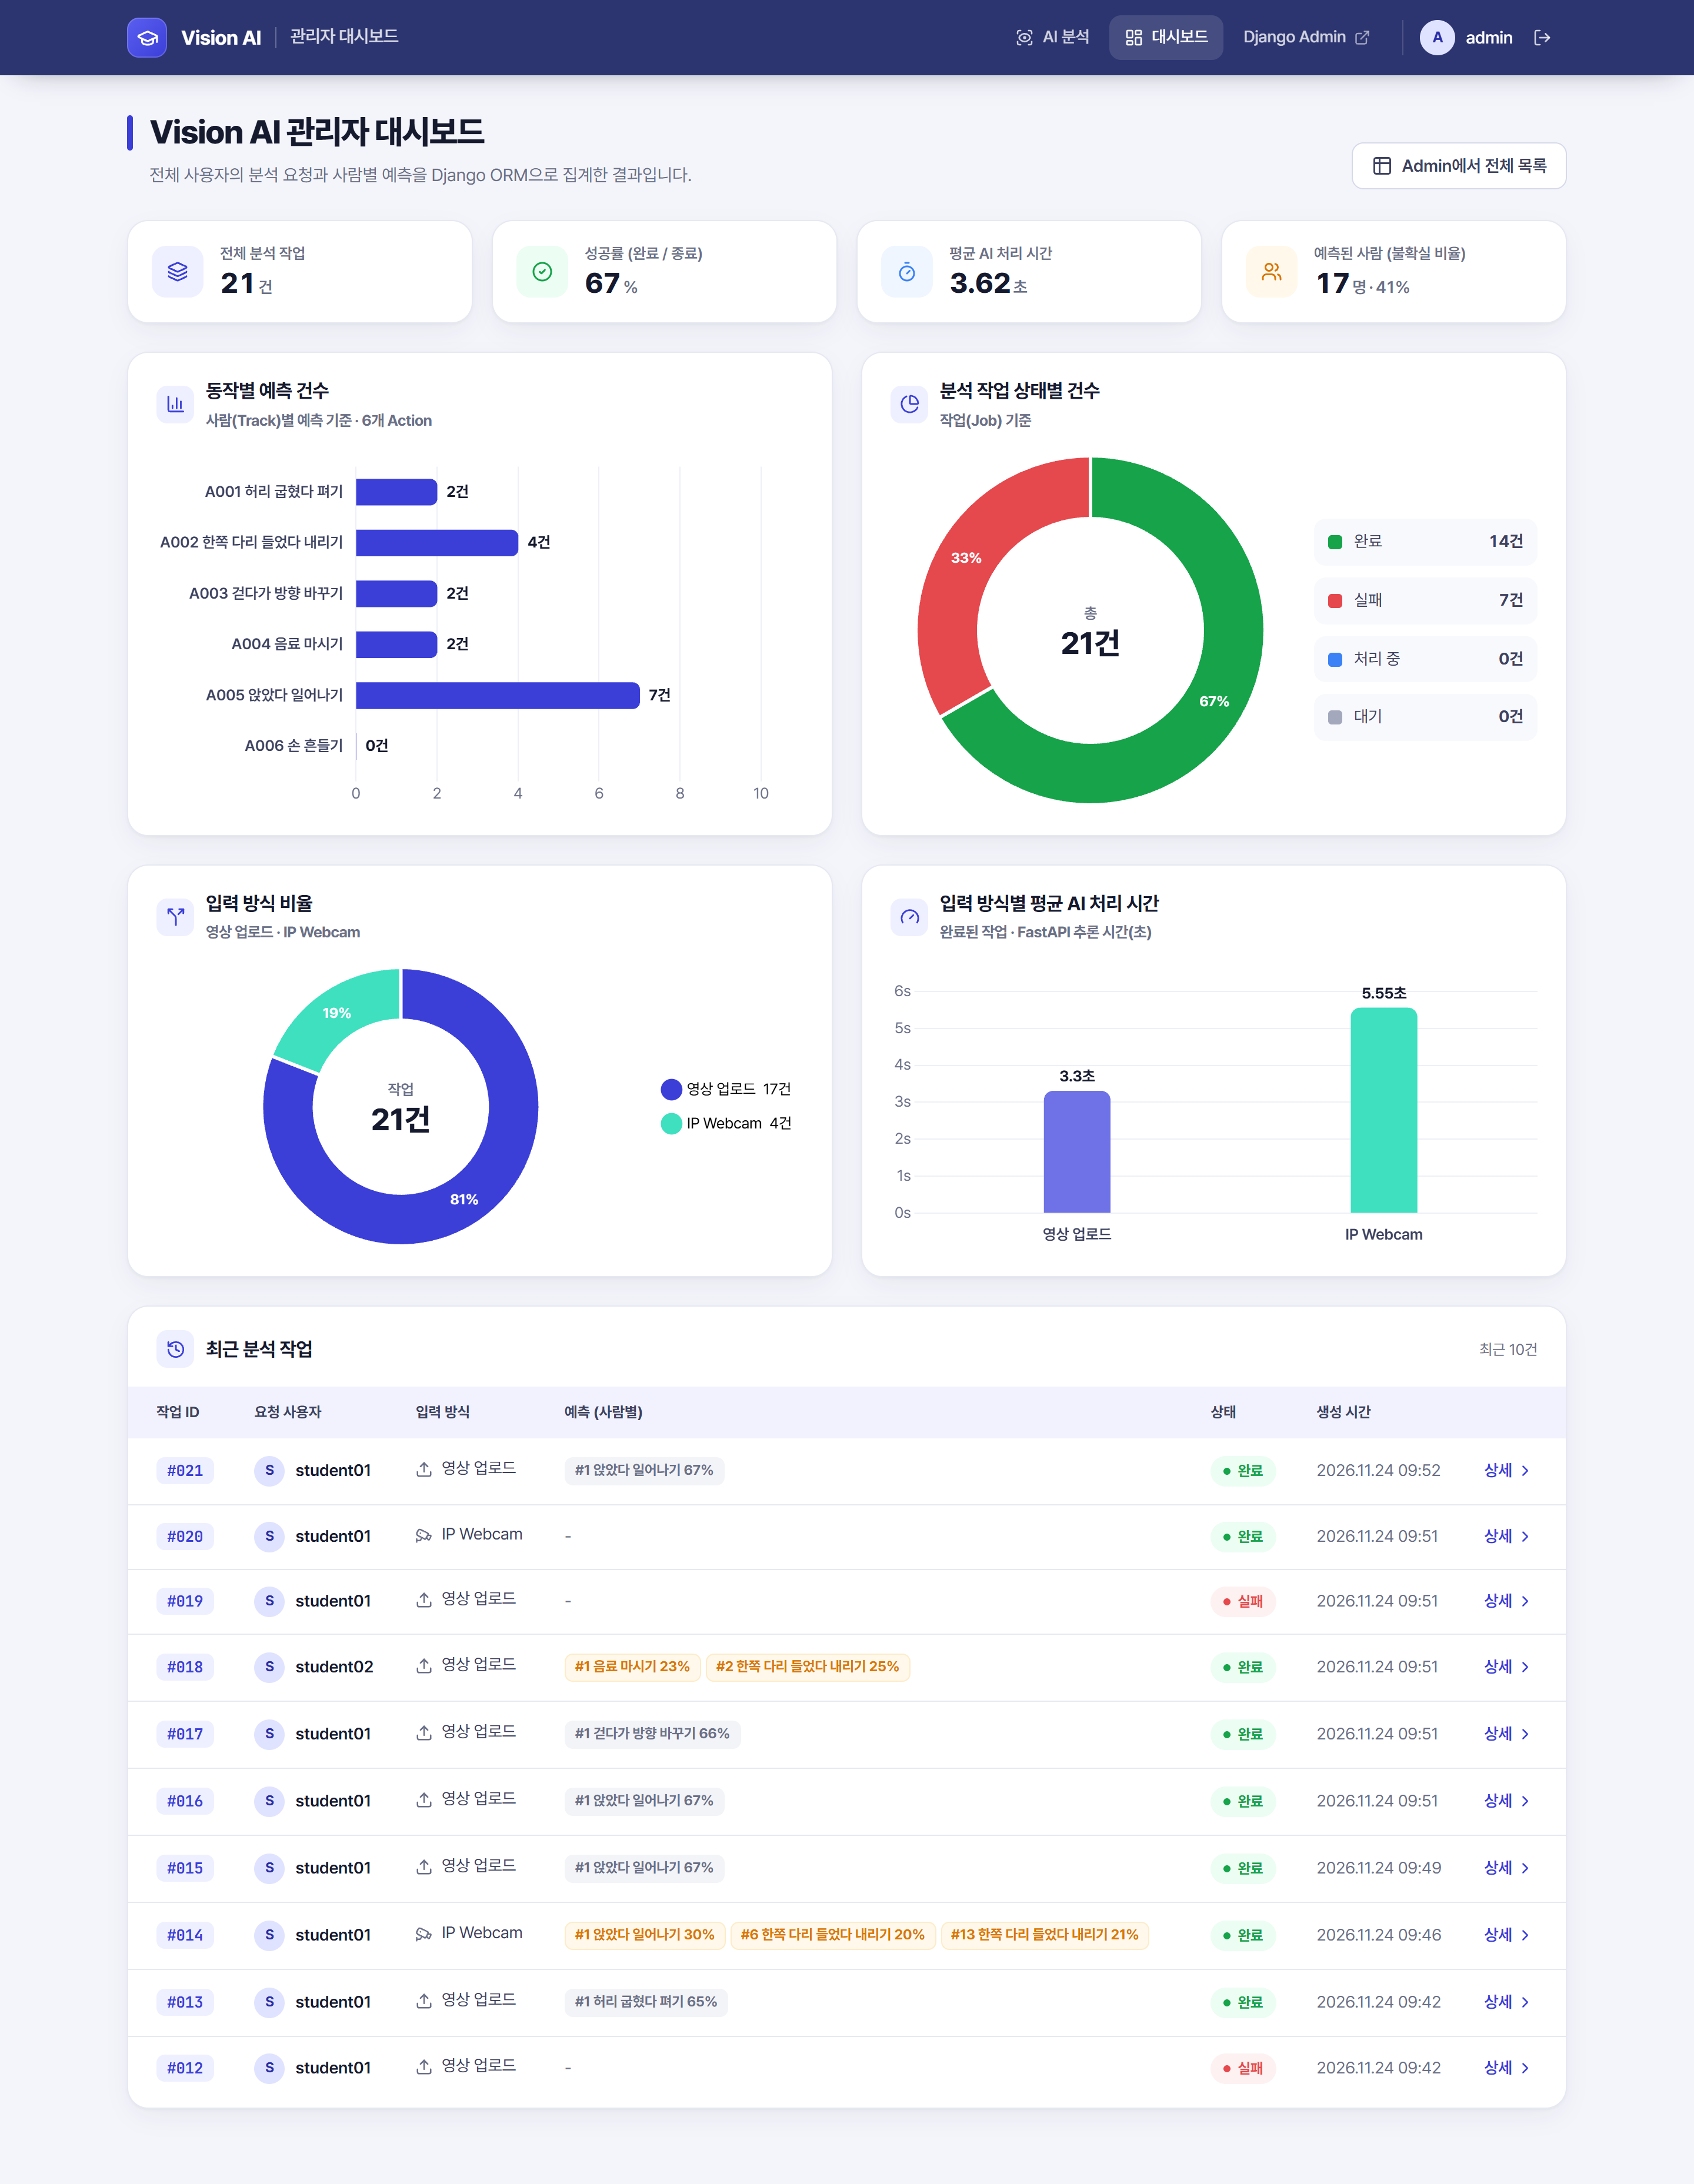 Vision AI 관리자 대시보드
AI 분석 대시보드 Django Admin A admin
Vision AI 관리자 대시보드
전체 사용자의 분석 요청과 사람별 예측을 Django ORM으로 집계한 결과입니다.
Admin에서 전체 목록
전체 분석 작업
21 건
성공률 (완료 / 종료)
67 %
평균 AI 처리 시간
3.62 초
예측된 사람 (불확실 비율)
17 명 · 41%
동작별 예측 건수
사람(Track)별 예측 기준 · 6개 Action
A001 허리 굽혔다 펴기 2건
A002 한쪽 다리 들었다 내리기 4건
A003 걷다가 방향 바꾸기 2건
A004 음료 마시기 2건
A005 앉았다 일어나기 7건
A006 손 흔들기 0건
0 2 4 6 8 10
분석 작업 상태별 건수
작업(Job) 기준
33%
67%
총
21건
완료 14건
실패 7건
처리 중 0건
대기 0건
입력 방식 비율
영상 업로드 · IP Webcam
19%
81%
작업
21건
영상 업로드 17건
IP Webcam 4건
입력 방식별 평균 AI 처리 시간
완료된 작업 · FastAPI 추론 시간(초)
6s
5s
4s
3s
2s
1s
0s
3.3초
5.55초
영상 업로드 IP Webcam
최근 분석 작업 최근 10건
작업 ID 요청 사용자 입력 방식 예측 (사람별) 상태 생성 시간
#021 S student01 영상 업로드 #1 앉았다 일어나기 67% 완료 2026.11.24 09:52 상세
#020 S student01 IP Webcam - 완료 2026.11.24 09:51 상세
#019 S student01 영상 업로드 - 실패 2026.11.24 09:51 상세
#018 S student02 영상 업로드 #1 음료 마시기 23% #2 한쪽 다리 들었다 내리기 25% 완료 2026.11.24 09:51 상세
#017 S student01 영상 업로드 #1 걷다가 방향 바꾸기 66% 완료 2026.11.24 09:51 상세
#016 S student01 영상 업로드 #1 앉았다 일어나기 67% 완료 2026.11.24 09:51 상세
#015 S student01 영상 업로드 #1 앉았다 일어나기 67% 완료 2026.11.24 09:49 상세
#014 S student01 IP Webcam #1 앉았다 일어나기 30% #6 한쪽 다리 들었다 내리기 20% #13 한쪽 다리 들었다 내리기 21% 완료 2026.11.24 09:46 상세
#013 S student01 영상 업로드 #1 허리 굽혔다 펴기 65% 완료 2026.11.24 09:42 상세
#012 S student01 영상 업로드 - 실패 2026.11.24 09:42 상세